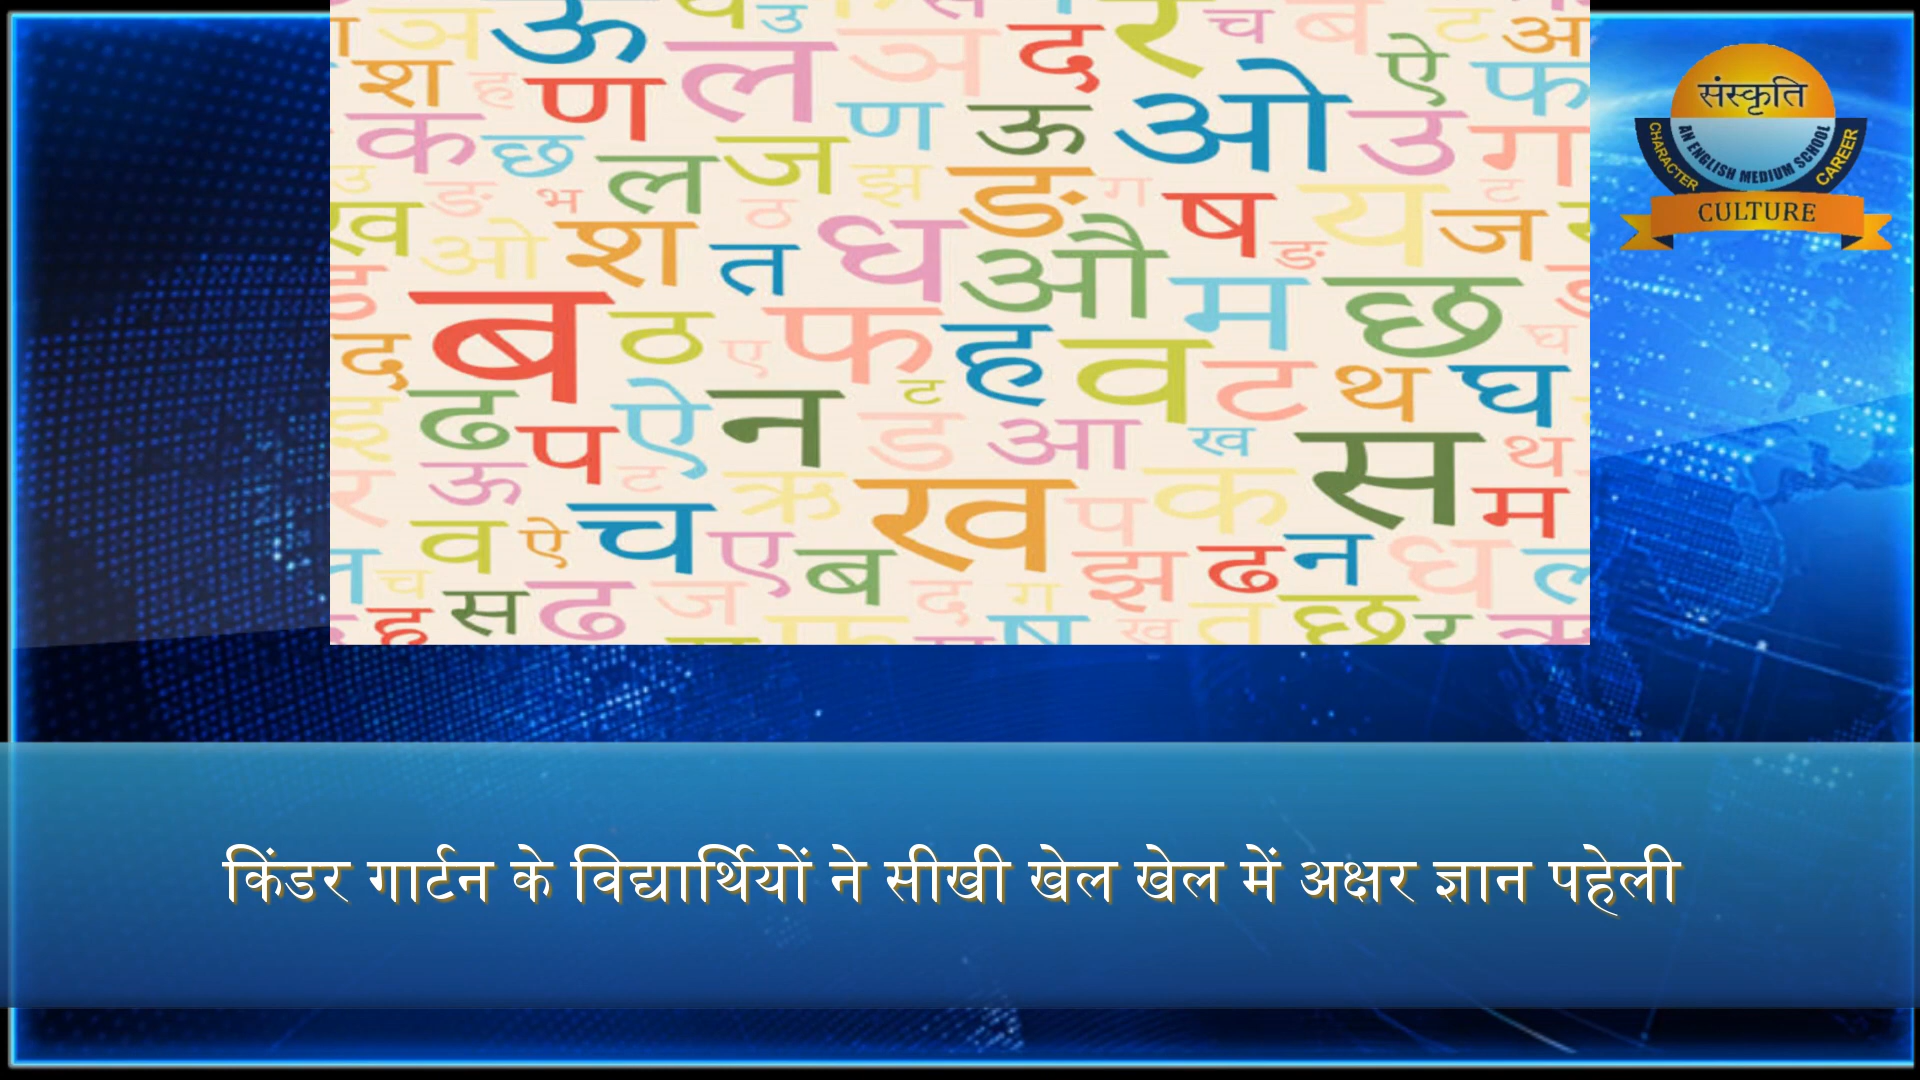 ऊ उ ल ञ द र च ब ट अ
श ह ण ण ऊ ओ ऐ फ
क छ ल ज झ उ ग
उ ङ भ ठ ङ ग ष य ट ज
ख ओ श त ध औ ङ म छ
ब ठ ए फ ह व ट थ घ घ
द ढ ऐ न ट ड आ ख स थ
इ प ट ऋ ख प क म
र ऊ व ऐ च ए ब झ ढ न ध ल
च ह स ढ ज द ग ष ख त छ र
संस्कृति
AN ENGLISH MEDIUM SCHOOL
CHARACTER
CAREER
CULTURE
किंडर गार्टन के विद्यार्थियों ने सीखी खेल खेल में अक्षर ज्ञान पहेली